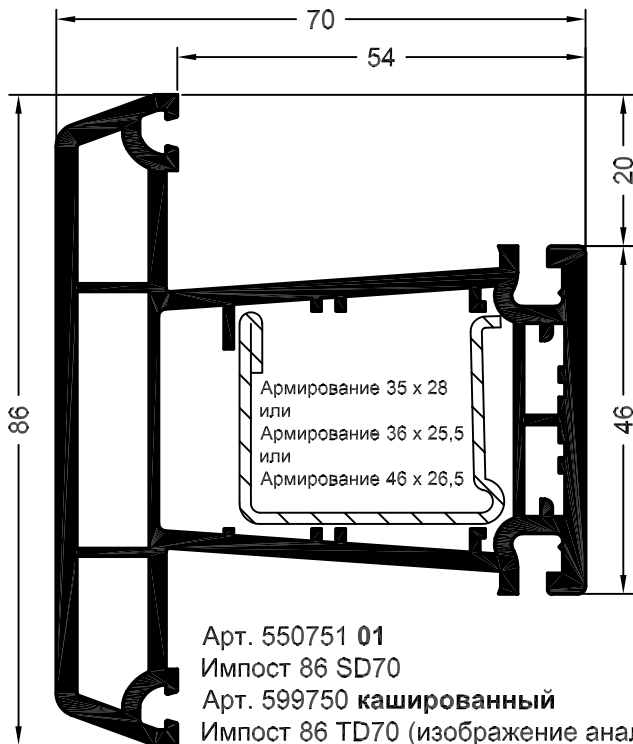 70
54
20
86
46
Армирование 35 x 28
или
Армирование 36 x 25,5
или
Армирование 46 x 26,5
Арт. 550751 01
Импост 86 SD70
Арт. 599750 кашированный
Импост 86 TD70 (изображение